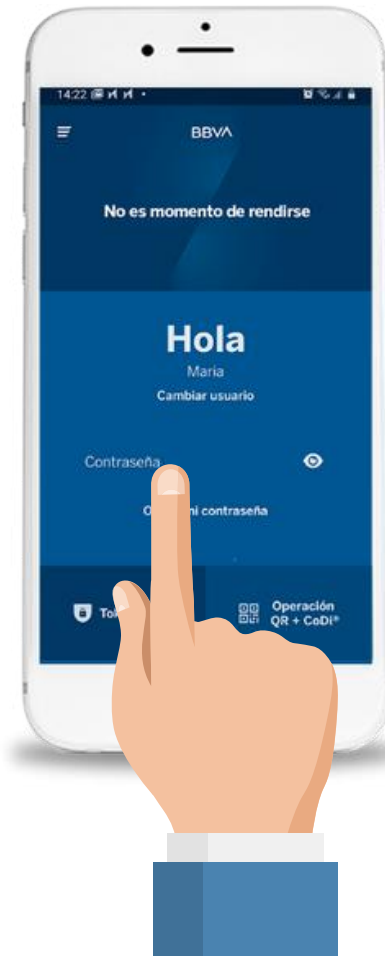 14:22
BBVA
No es momento de rendirse
Hola
Maria
Cambiar usuario
Contraseña
mi contraseña
Operación
QR + CoDi®